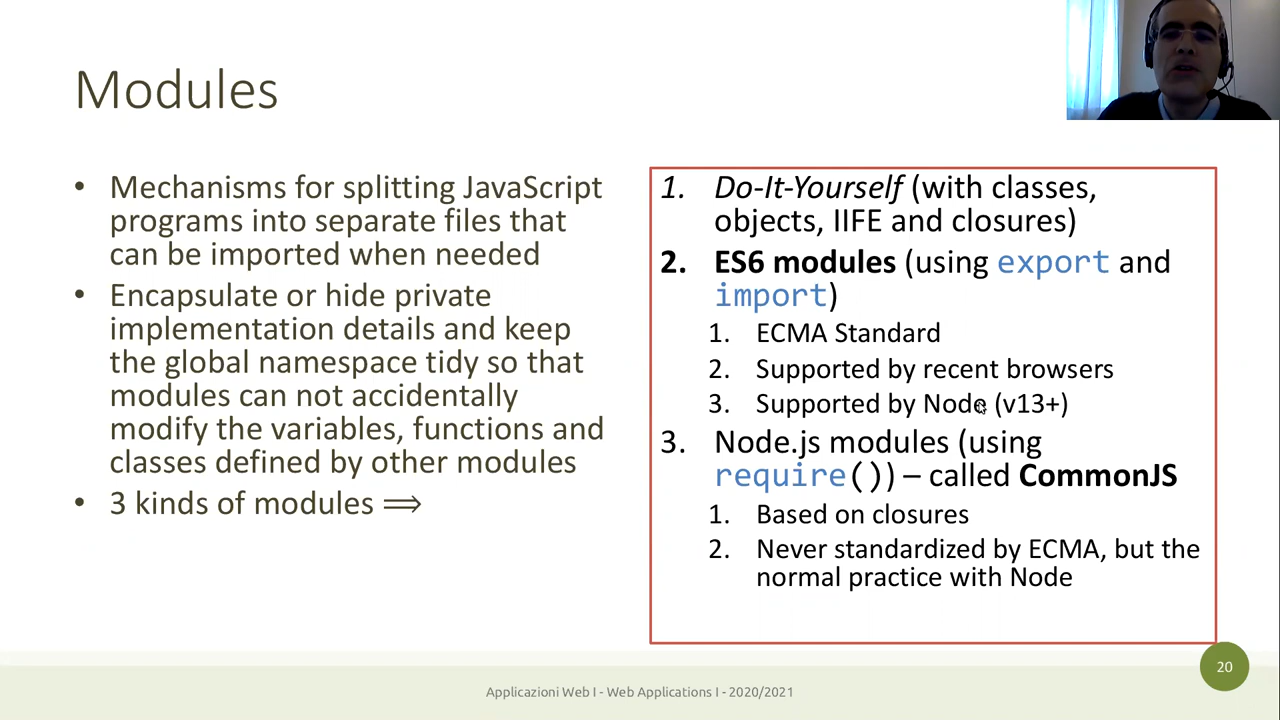 Modules
• Mechanisms for splitting JavaScript
programs into separate files that
can be imported when needed
• Encapsulate or hide private
implementation details and keep
the global namespace tidy so that
modules can not accidentally
modify the variables, functions and
classes defined by other modules
• 3 kinds of modules ⟹
1. Do-It-Yourself (with classes,
objects, IIFE and closures)
2. ES6 modules (using export and
import)
1. ECMA Standard
2. Supported by recent browsers
3. Supported by Node (v13+)
3. Node.js modules (using
require()) – called CommonJS
1. Based on closures
2. Never standardized by ECMA, but the
normal practice with Node
20
Applicazioni Web I - Web Applications I - 2020/2021